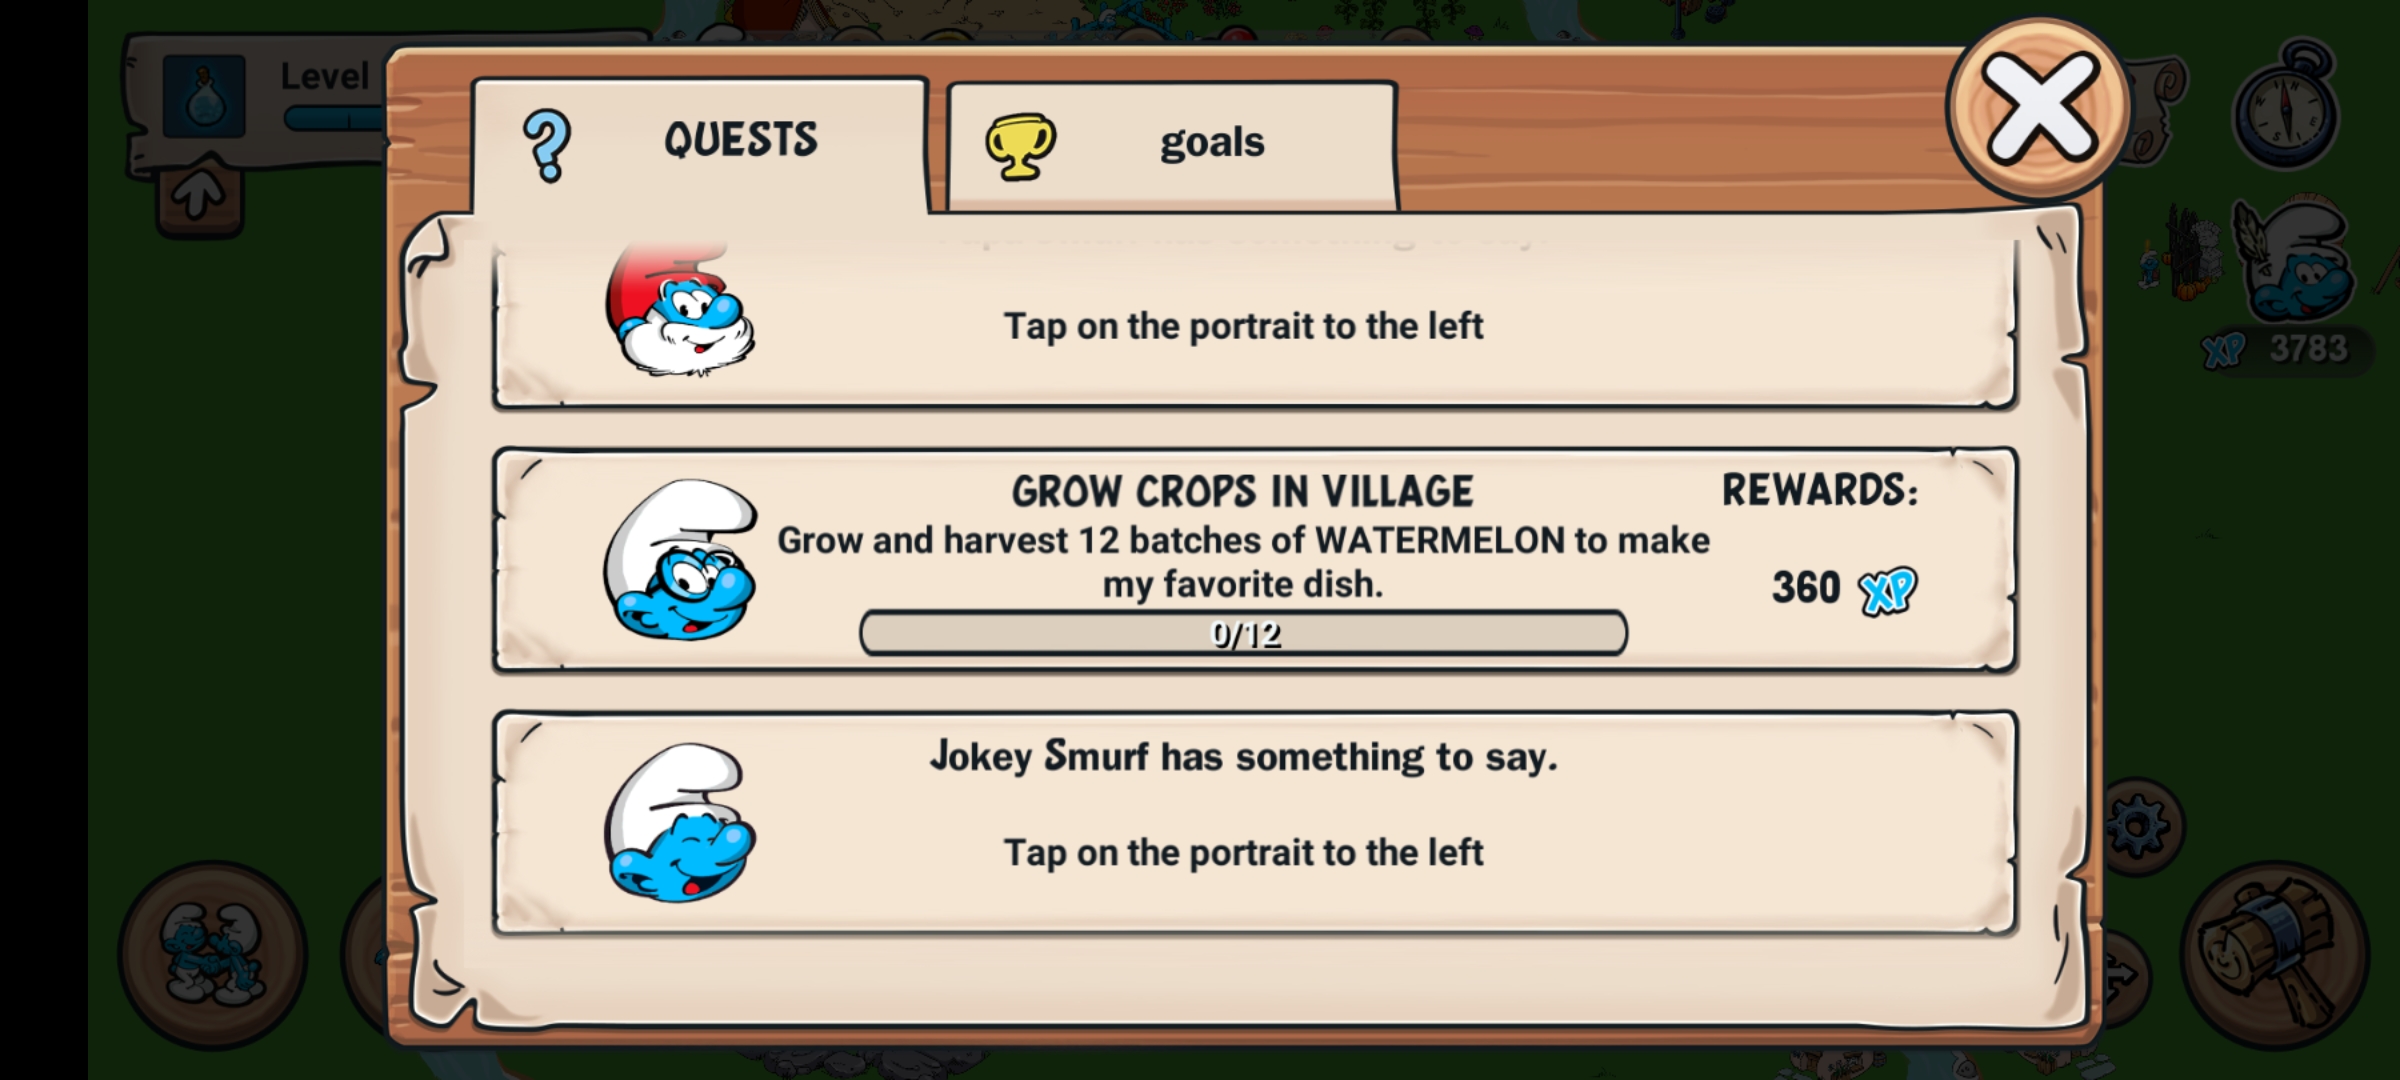 Level
QUESTS
goals
Tap on the portrait to the left
GROW CROPS IN VILLAGE
REWARDS:
Grow and harvest 12 batches of WATERMELON to make
my favorite dish.
360 XP
0/12
Jokey Smurf has something to say.
Tap on the portrait to the left
XP 3783